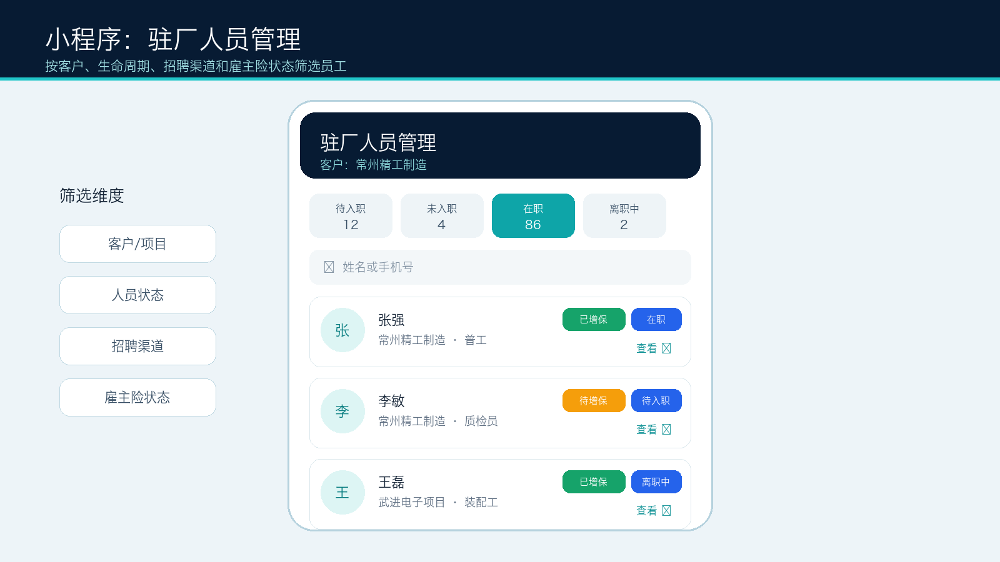 小程序：驻厂人员管理
按客户、生命周期、招聘渠道和雇主险状态筛选员工
筛选维度
客户/项目
人员状态
招聘渠道
雇主险状态
驻厂人员管理
客户：常州精工制造
待入职
12
未入职
4
在职
86
离职中
2
姓名或手机号
张
张强
常州精工制造 · 普工
已增保
在职
查看
李
李敏
常州精工制造 · 质检员
待增保
待入职
查看
王
王磊
武进电子项目 · 装配工
已增保
离职中
查看